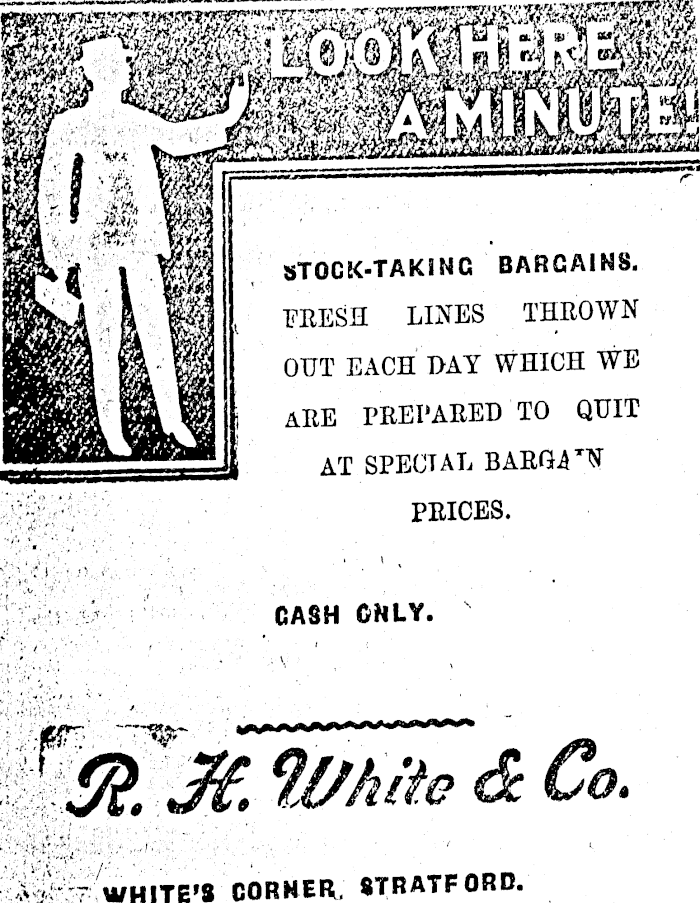 LOOK HERE
A MINUTE!
STOCK-TAKING BARGAINS.
FRESH LINES THROWN
OUT EACH DAY WHICH WE
ARE PREPARED TO QUIT
AT SPECIAL BARGAIN
PRICES.
CASH ONLY.
R. H. White & Co.
WHITE'S CORNER, STRATFORD.